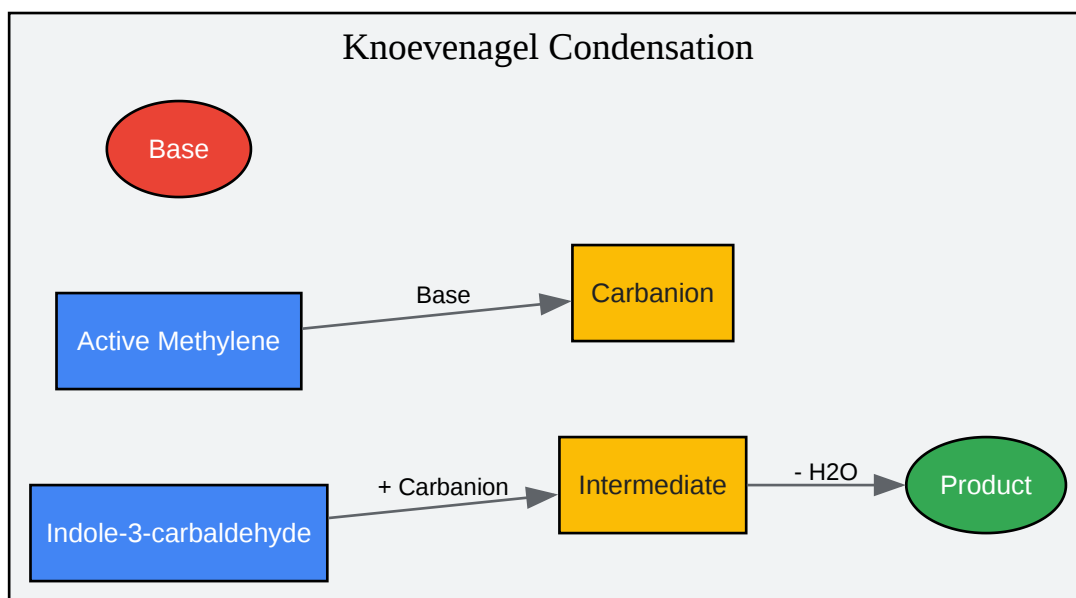 Knoevenagel Condensation
Base
Active Methylene
Base
Carbanion
Indole-3-carbaldehyde
+ Carbanion
Intermediate
- H2O
Product